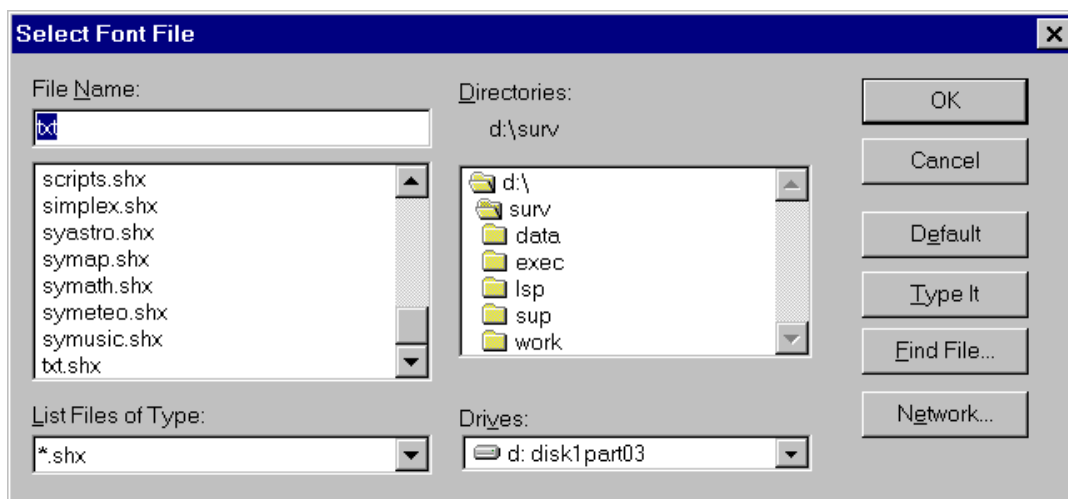 Select Font File
File Name:
txt
scripts.shx
simplex.shx
syastro.shx
symap.shx
symath.shx
symeteo.shx
symusic.shx
txt.shx
List Files of Type:
*.shx
Directories:
d:\surv
d:\
surv
data
exec
lsp
sup
work
Drives:
d: disk1part03
OK
Cancel
Default
Type It
Find File...
Network...